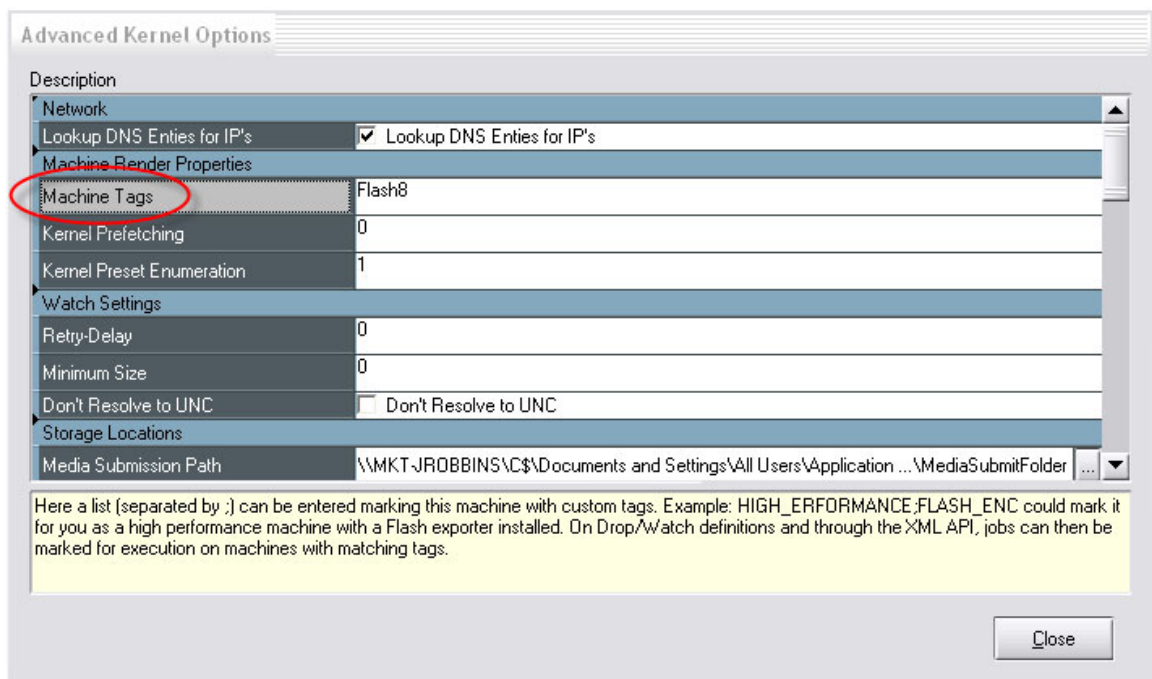 Advanced Kernel Options
Description
Network
Lookup DNS Enties for IP's Lookup DNS Enties for IP's
Machine Render Properties
Machine Tags Flash8
Kernel Prefetching 0
Kernel Preset Enumeration 1
Watch Settings
Retry-Delay 0
Minimum Size 0
Don't Resolve to UNC Don't Resolve to UNC
Storage Locations
Media Submission Path \\MKT-JROBBINS\C$\Documents and Settings\All Users\Application ...\MediaSubmitFolder ...
Here a list (separated by ;) can be entered marking this machine with custom tags. Example: HIGH_ERFORMANCE;FLASH_ENC could mark it
for you as a high performance machine with a Flash exporter installed. On Drop/Watch definitions and through the XML API, jobs can then be
marked for execution on machines with matching tags.
Close